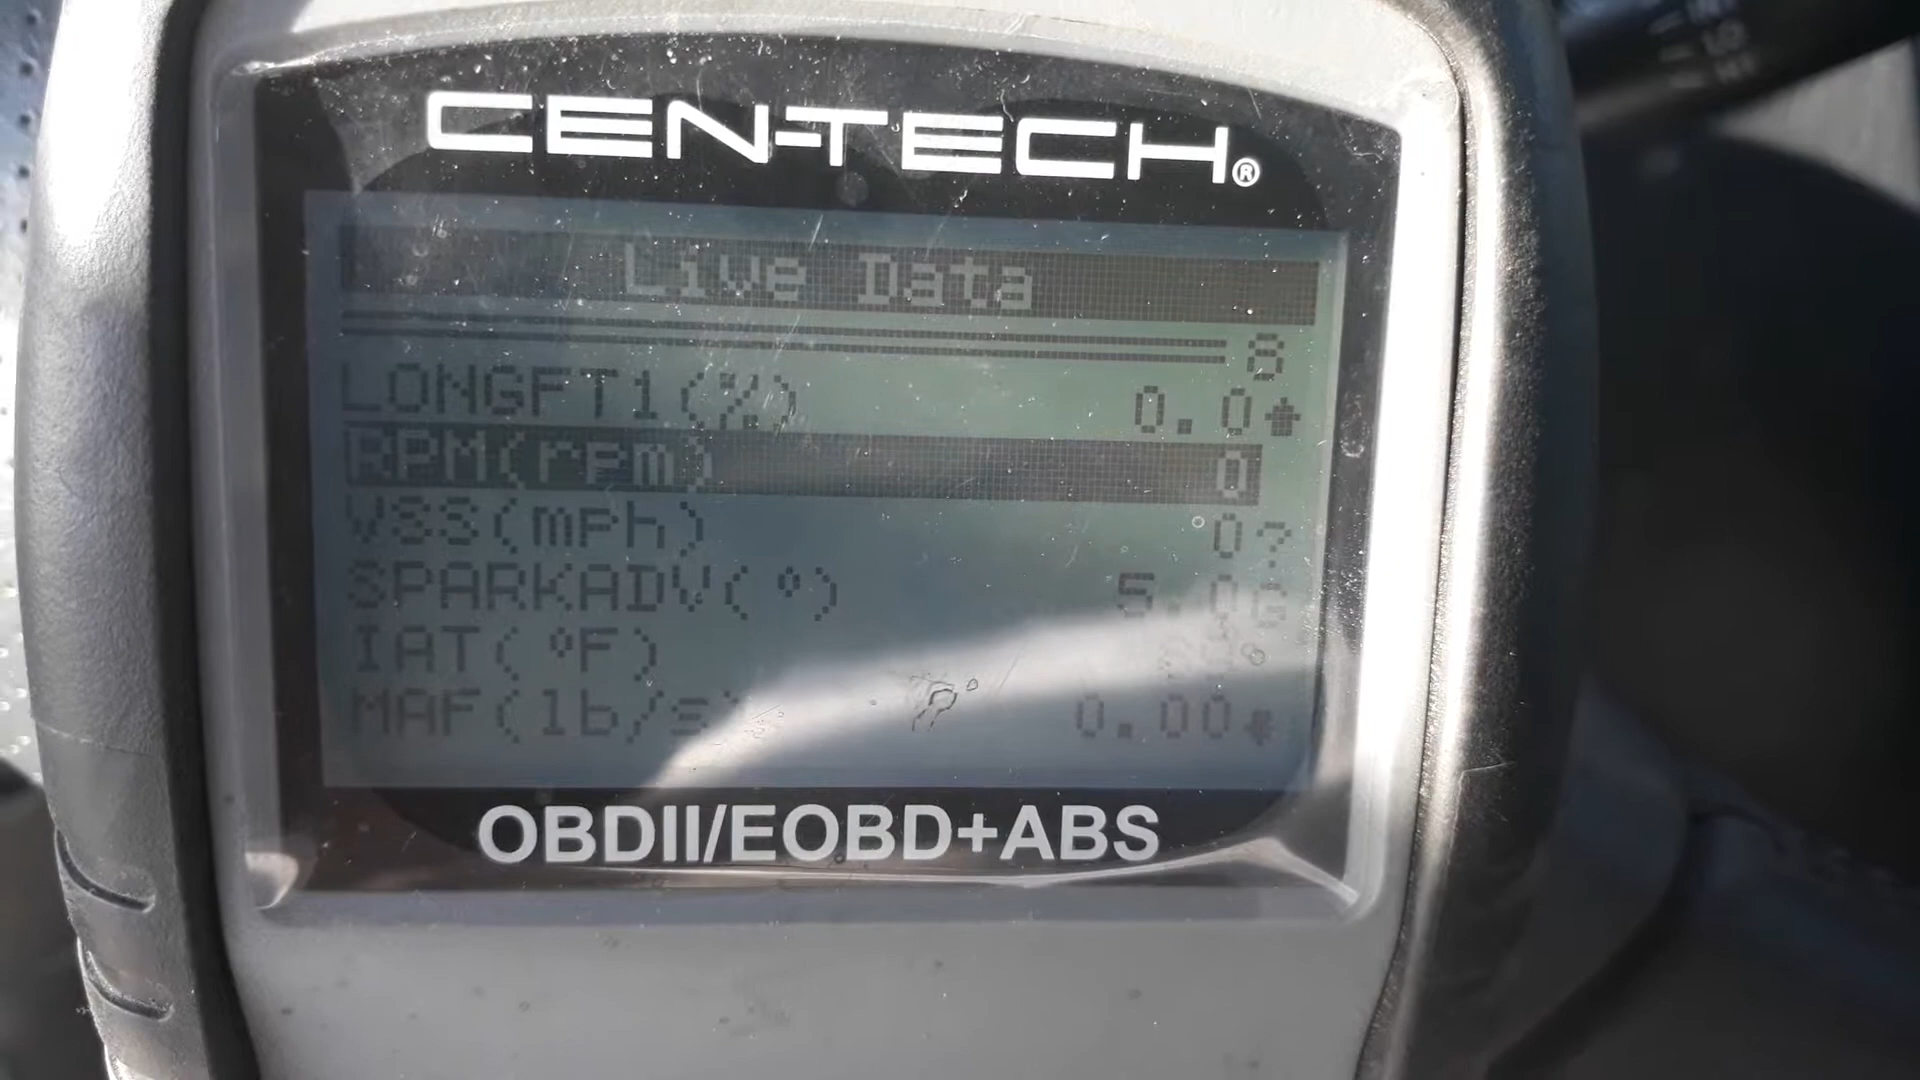 CEN-TECH®
Live Data
8
LONGFT1(%) 0.0
RPM(rpm) 0
VSS(mph) 0?
SPARKADV(°) 5.0G
IAT(°F)
MAF(lb/s) 0.00
OBDII/EOBD+ABS